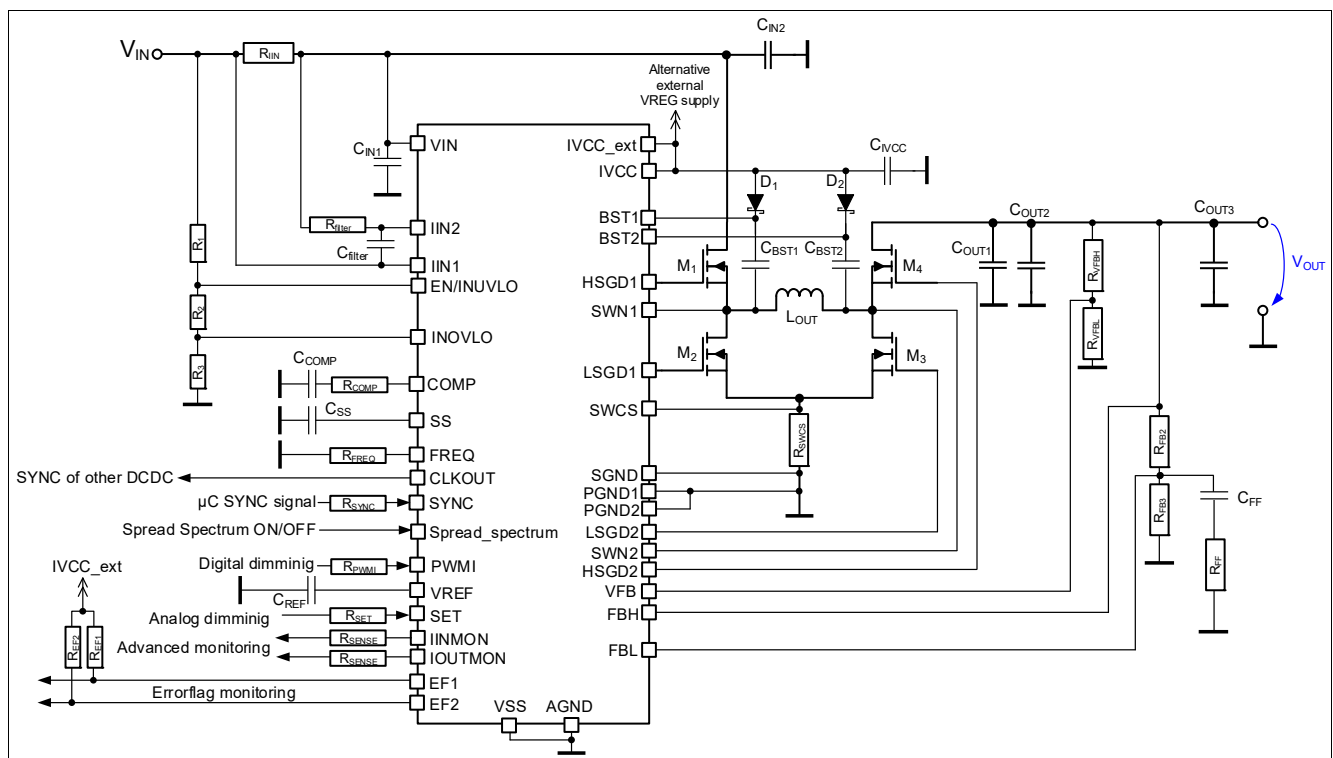 VIN
RIIN
CIN2
Alternative
external
VREG supply
CIN1
VIN
IVCC_ext
IVCC
CIVCC
D1
D2
BST1
BST2
CBST1
CBST2
COUT1
COUT2
COUT3
R1
Rfilter
Cfilter
IIN2
IIN1
EN/INUVLO
M1
M4
HSGD1
SWN1
LOUT
RVFBH
VOUT
R2
INOVLO
RVFBL
M2
M3
R3
CCOMP
RCOMP
COMP
LSGD1
CSS
SS
SWCS
RSWCS
RFB2
RFREQ
FREQ
SYNC of other DCDC
CLKOUT
SGND
µC SYNC signal
RSYNC
SYNC
PGND1
PGND2
RFB3
CFF
Spread Spectrum ON/OFF
Spread_spectrum
LSGD2
SWN2
IVCC_ext
Digital dimminig
RPWMI
PWMI
HSGD2
RFF
CREF
VREF
VFB
Analog dimminig
RSET
SET
FBH
REF2
REF1
Advanced monitoring
RSENSE
IINMON
RSENSE
IOUTMON
FBL
EF1
Errorflag monitoring
EF2
VSS
AGND